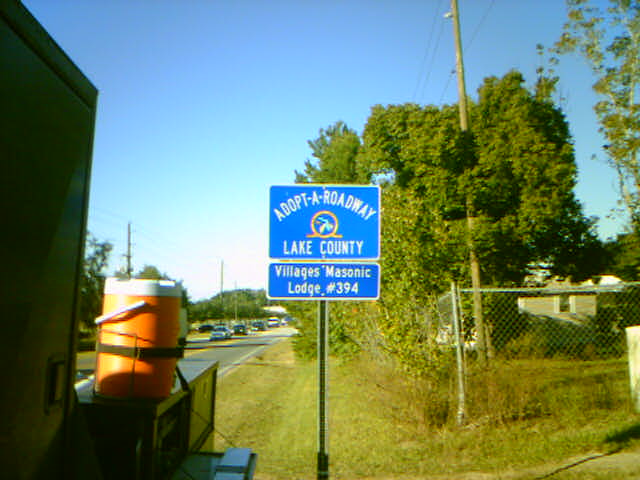 ADOPT-A-ROADWAY
LAKE COUNTY
Villages Masonic
Lodge #394